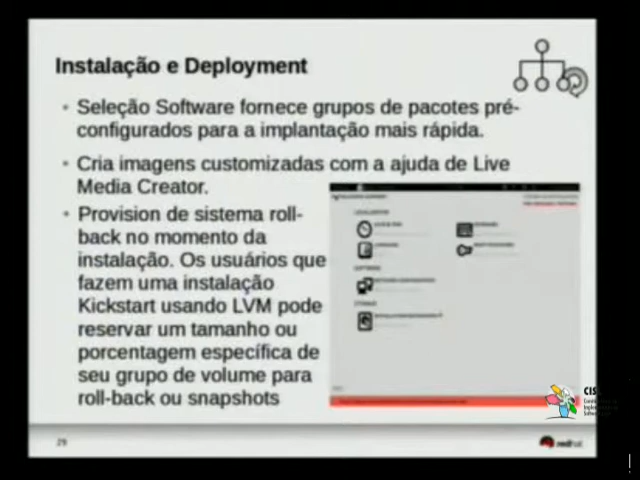 Instalação e Deployment
• Seleção Software fornece grupos de pacotes pré-
configurados para a implantação mais rápida.
• Cria imagens customizadas com a ajuda de Live
Media Creator.
• Provision de sistema roll-
back no momento da
instalação. Os usuários que
fazem uma instalação
Kickstart usando LVM pode
reservar um tamanho ou
porcentagem específica de
seu grupo de volume para
roll-back ou snapshots
CIS
29
redhat